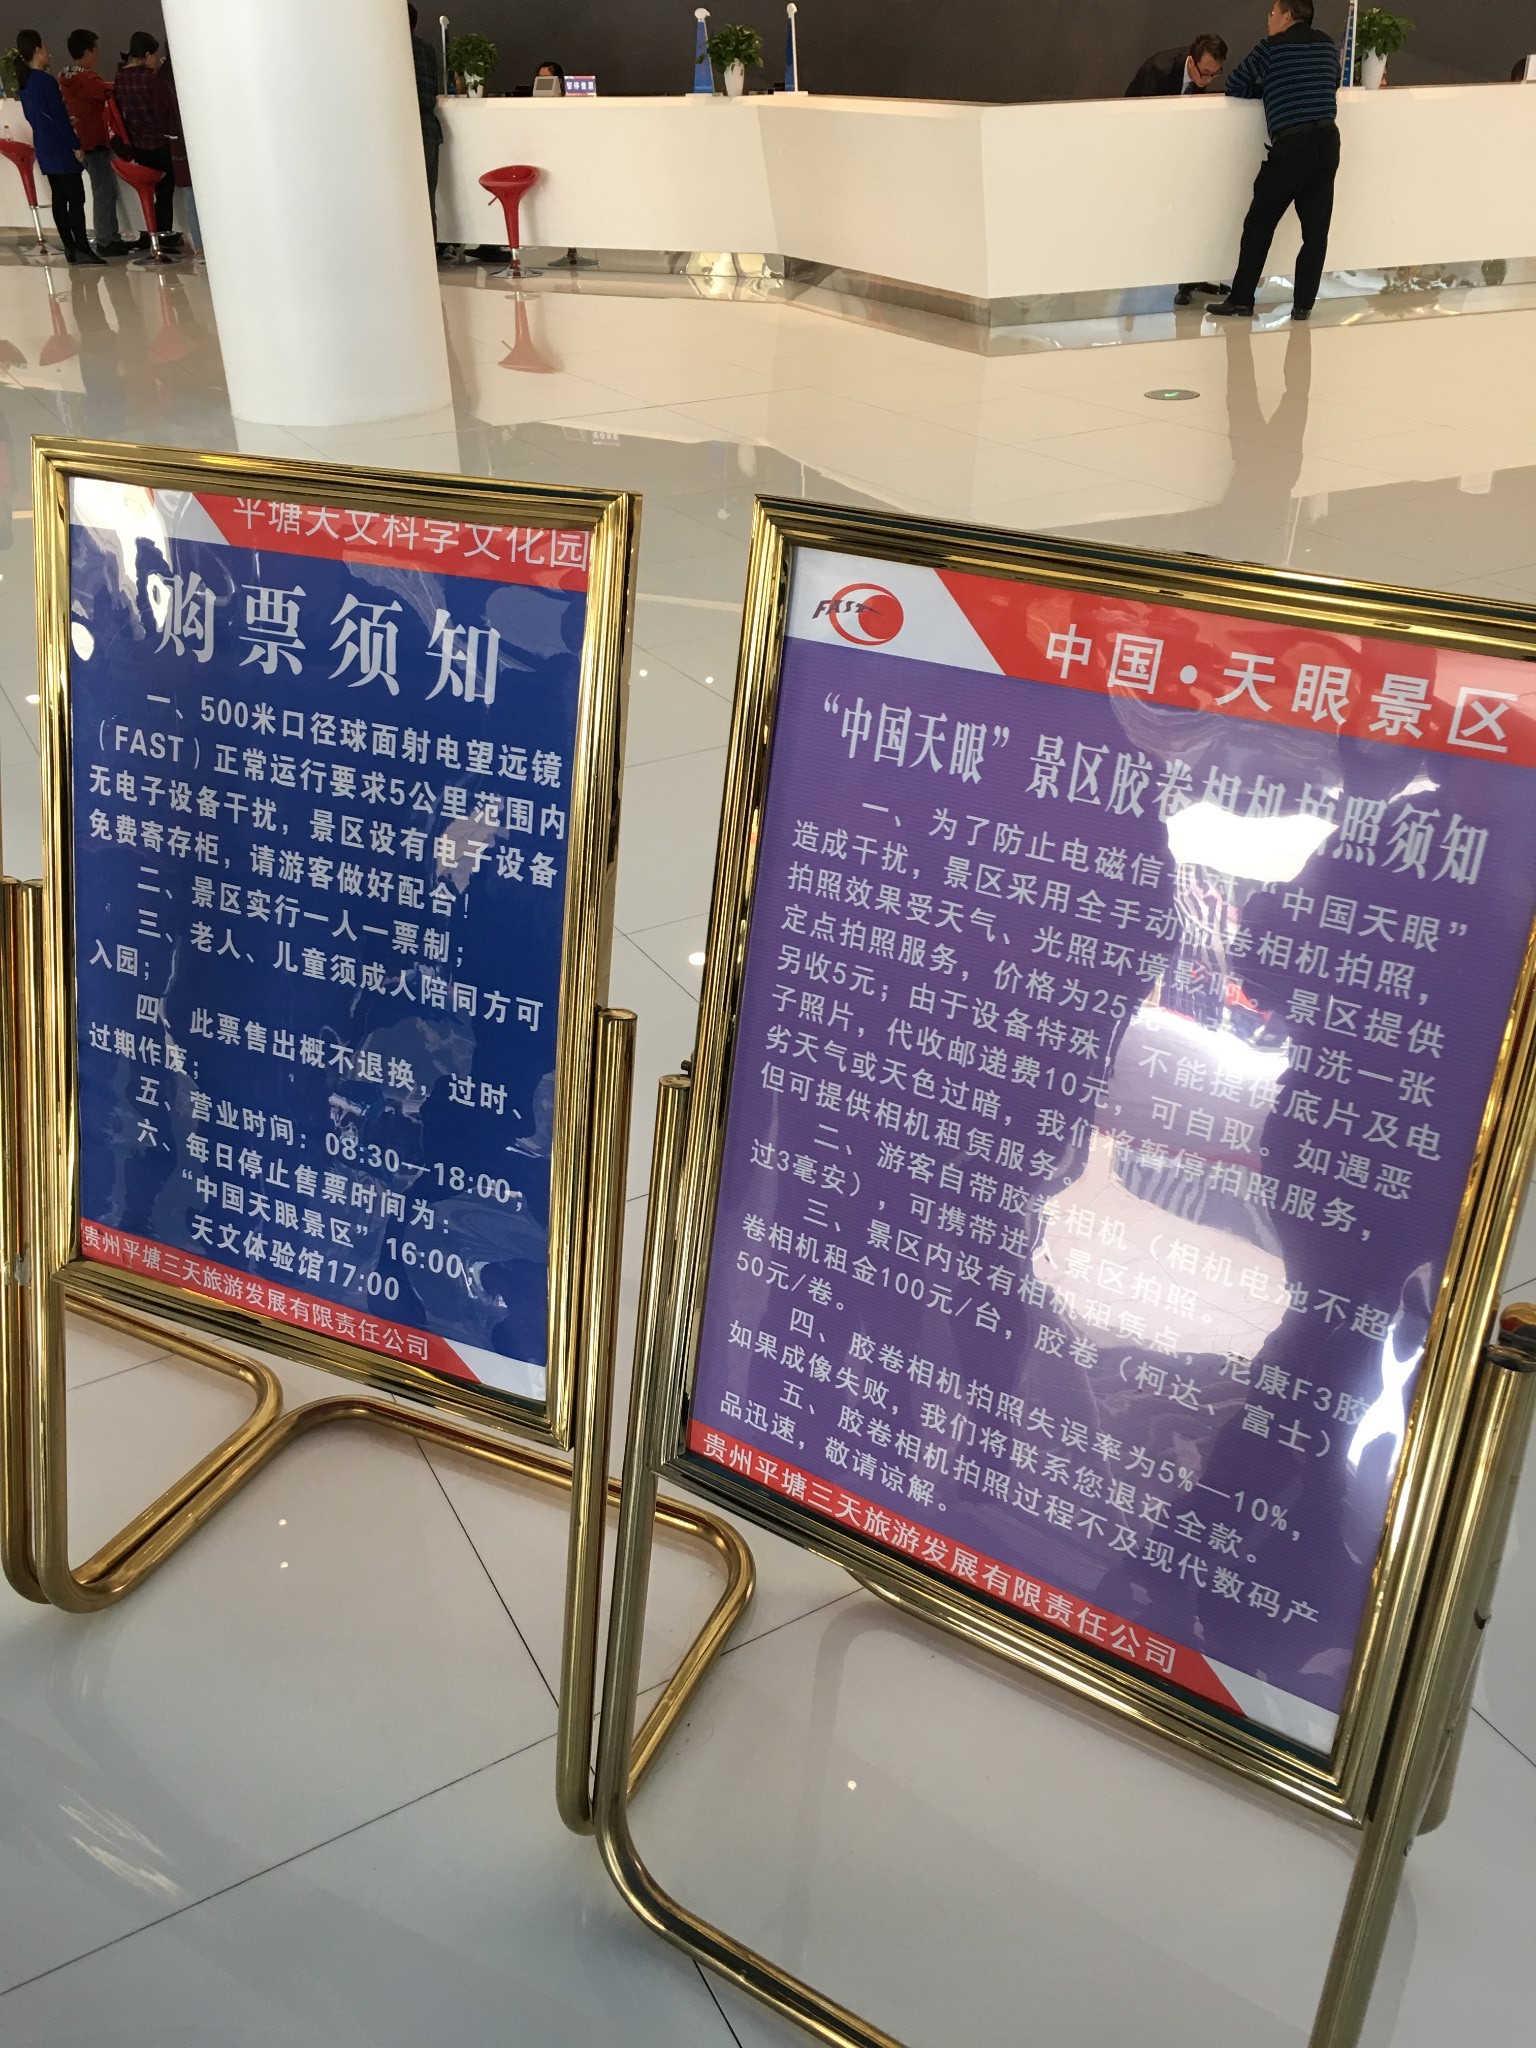 暂停售票
平塘天文科学文化园
购票须知
一、500米口径球面射电望远镜
（FAST）正常运行要求5公里范围内
无电子设备干扰，景区设有电子设备
免费寄存柜，请游客做好配合！
二、景区实行一人一票制；
三、老人、儿童须成人陪同方可
入园；
四、此票售出概不退换，过时、
过期作废；
五、营业时间：08:30—18:00；
六、每日停止售票时间为：
“中国天眼景区”16:00；
天文体验馆17:00
贵州平塘三天旅游发展有限责任公司
FAST
中国·天眼景区
“中国天眼”景区胶卷相机拍照须知
一、为了防止电磁信号对“中国天眼”
造成干扰，景区采用全手动胶卷相机拍照，
拍照效果受天气、光照环境影响。景区提供
定点拍照服务，价格为25 加洗一张
另收5元；由于设备特殊，不能提供底片及电
子照片，代收邮递费10元，可自取。如遇恶
劣天气或天色过暗，我们将暂停拍照服务，
但可提供相机租赁服务。
二、游客自带胶卷相机（相机电池不超
过3毫安），可携带进入景区拍照。
三、景区内设有相机租赁点，尼康F3胶
卷相机租金100元/台，胶卷（柯达、富士）
50元/卷。
四、胶卷相机拍照失误率为5%—10%，
如果成像失败，我们将联系您退还全款。
五、胶卷相机拍照过程不及现代数码产
品迅速，敬请谅解。
贵州平塘三天旅游发展有限责任公司